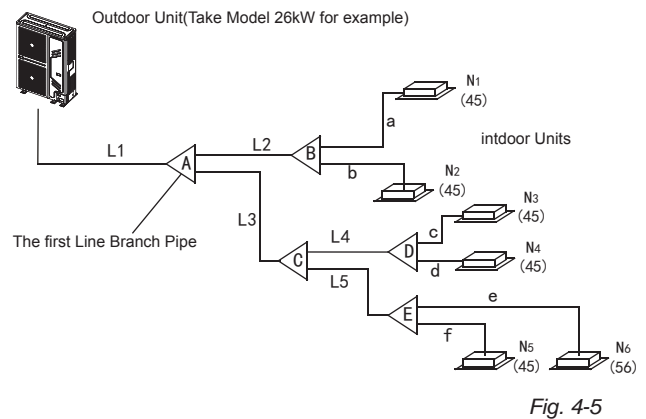 Outdoor Unit(Take Model 26kW for example)
N1
(45)
a
intdoor Units
L1
A
L2
B
b
N2
(45)
N3
(45)
L3
c
The first Line Branch Pipe
L4
D
N4
(45)
d
C
L5
e
E
f
N5
(45)
N6
(56)
Fig. 4-5